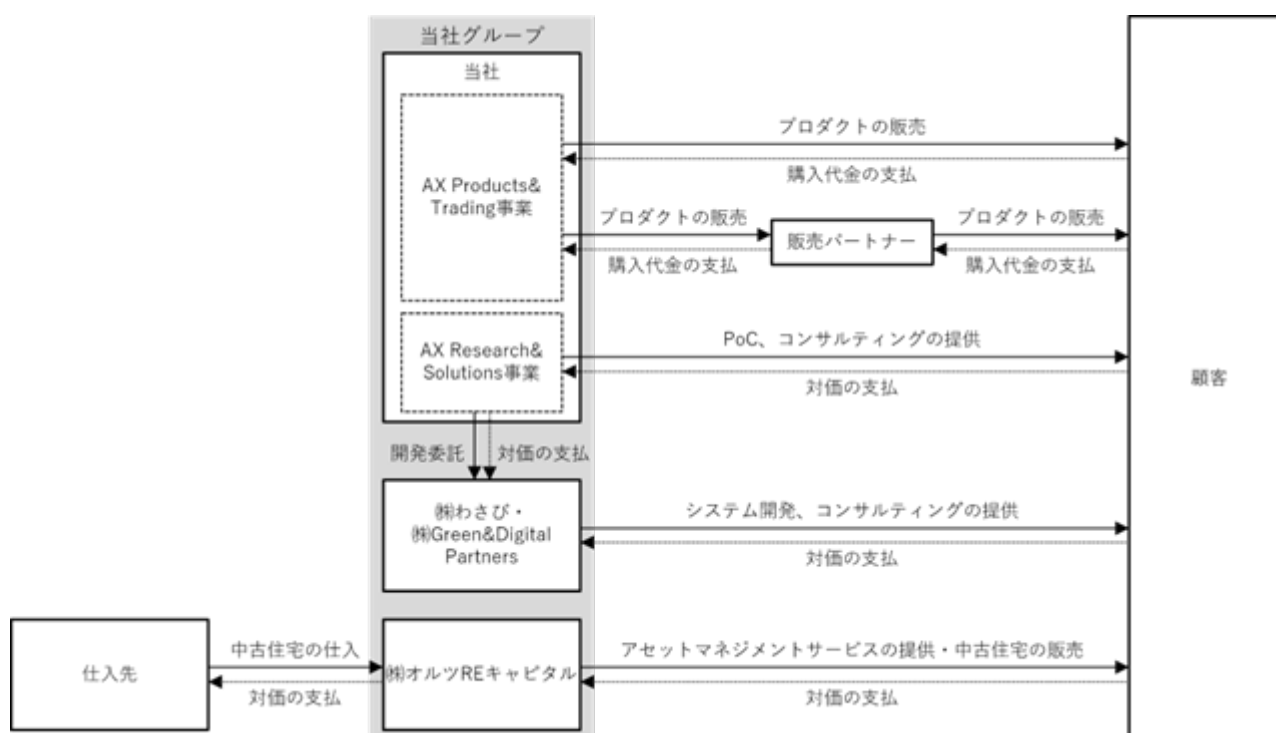 当社グループ
当社
AX Products&
Trading事業
プロダクトの販売
購入代金の支払
プロダクトの販売
購入代金の支払
販売パートナー
プロダクトの販売
購入代金の支払
AX Research&
Solutions事業
PoC、コンサルティングの提供
対価の支払
顧客
開発委託
対価の支払
㈱わさび・
㈱Green&Digital
Partners
システム開発、コンサルティングの提供
対価の支払
仕入先
中古住宅の仕入
対価の支払
㈱オルツREキャピタル
アセットマネジメントサービスの提供・中古住宅の販売
対価の支払